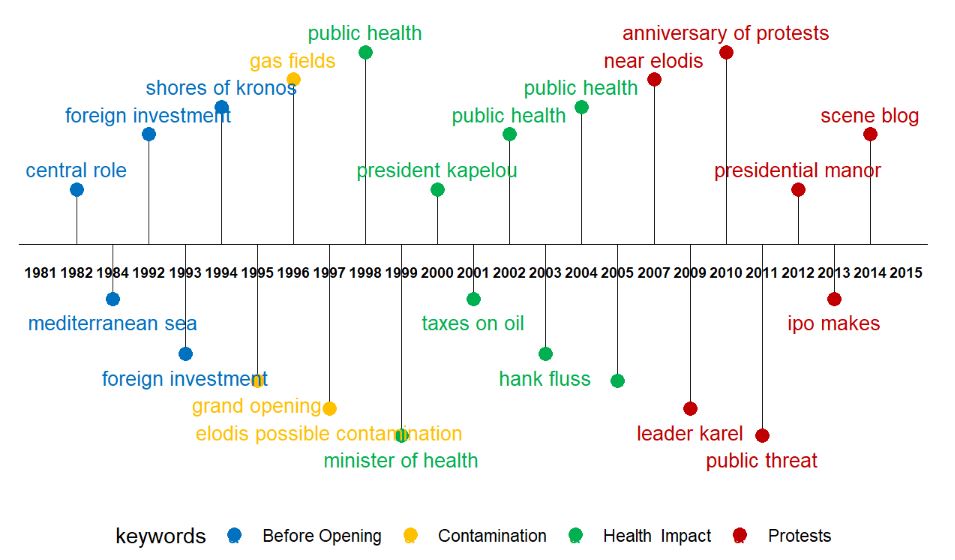 public health
anniversary of protests
gas fields
near elodis
shores of kronos
public health
foreign investment
public health
scene blog
central role
president kapelou
presidential manor
1981 1982 1984 1992 1993 1994 1995 1996 1997 1998 1999 2000 2001 2002 2003 2004 2005 2007 2009 2010 2011 2012 2013 2014 2015
mediterranean sea
taxes on oil
ipo makes
foreign investment
hank fluss
grand opening
elodis possible contamination
leader karel
minister of health
public threat
keywords Before Opening Contamination Health Impact Protests